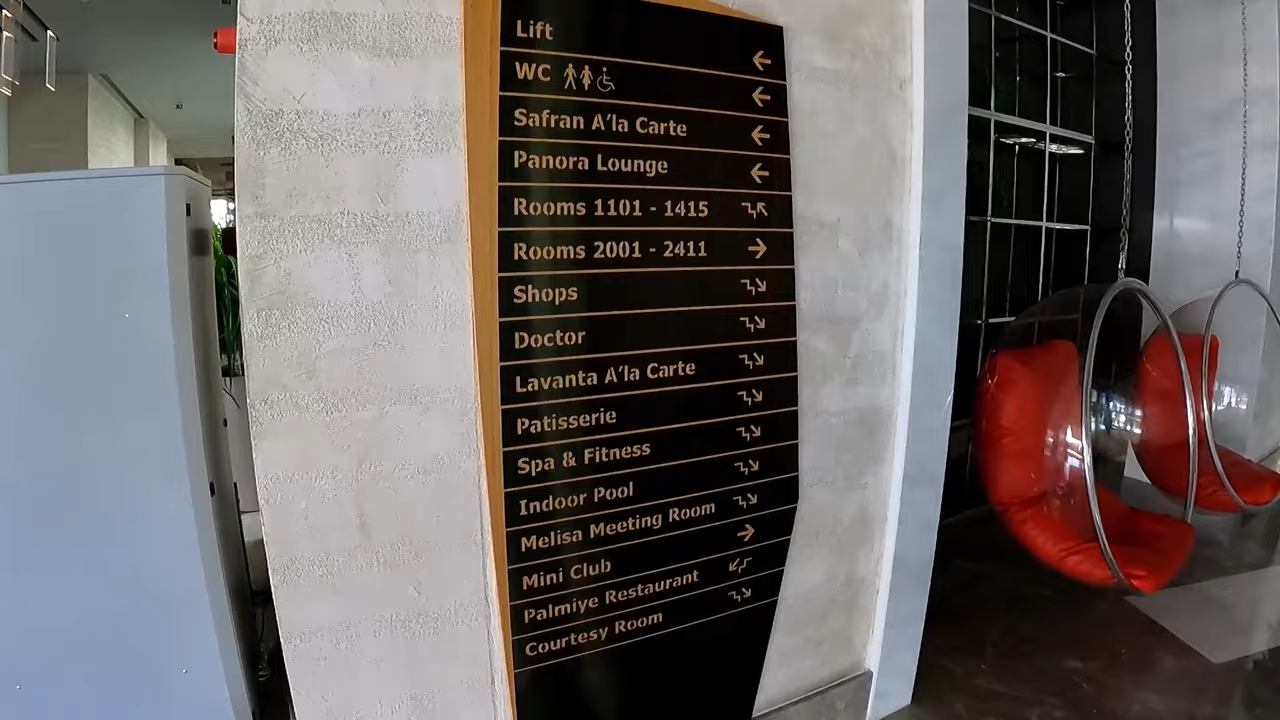 Lift
WC
Safran A'la Carte
Panora Lounge
Rooms 1101 - 1415
Rooms 2001 - 2411
Shops
Doctor
Lavanta A'la Carte
Patisserie
Spa & Fitness
Indoor Pool
Melisa Meeting Room
Mini Club
Palmiye Restaurant
Courtesy Room